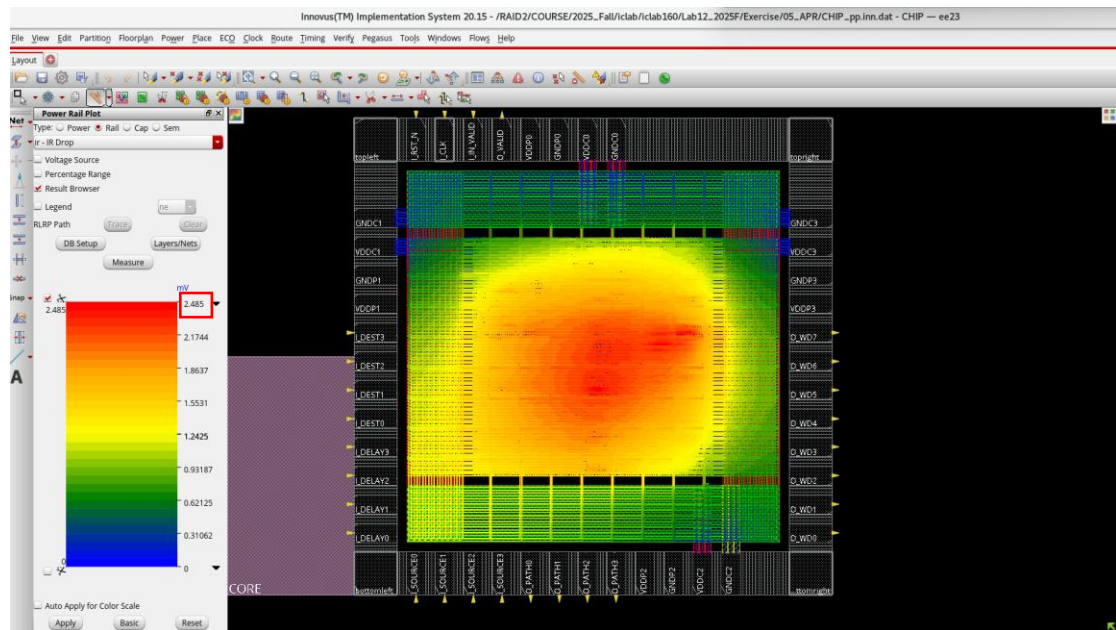 Innovus(TM) Implementation System 20.15 - /RAID2/COURSE/2025_Fall/iclab/iclab160/Lab12_2025F/Exercise/05_APR/CHIP_pp.inn.dat - CHIP — ee23
File View Edit Partition Floorplan Power Place ECO Clock Route Timing Verify Pegasus Tools Windows Flows Help
Layout
Power Rail Plot
Net
Type: Power Rail Cap Sem
ir - IR Drop
Voltage Source
Percentage Range
Result Browser
Legend
ne
RLRP Path Trace Clear
DB Setup Layers/Nets
Measure
Snap
mV
2.485
2.485
2.1744
1.8637
1.5531
1.2425
0.93187
0.62125
0.31062
0
0
Auto Apply for Color Scale
Apply Basic Reset
A
CORE
topleft
I_RST_N
I_CLK
I_IN_VALID
O_VALID
VDDP0
GNDP0
VDDC0
GNDC0
topright
GNDC1
VDDC1
GNDP1
VDDP1
I_DEST3
I_DEST2
I_DEST1
I_DEST0
I_DELAY3
I_DELAY2
I_DELAY1
I_DELAY0
GNDC3
VDDC3
GNDP3
VDDP3
O_WD7
O_WD6
O_WD5
O_WD4
O_WD3
O_WD2
O_WD1
O_WD0
bottomleft
I_SOURCE0
I_SOURCE1
I_SOURCE2
I_SOURCE3
O_PATH0
O_PATH1
O_PATH2
O_PATH3
VDDP2
GNDP2
VDDC2
GNDC2